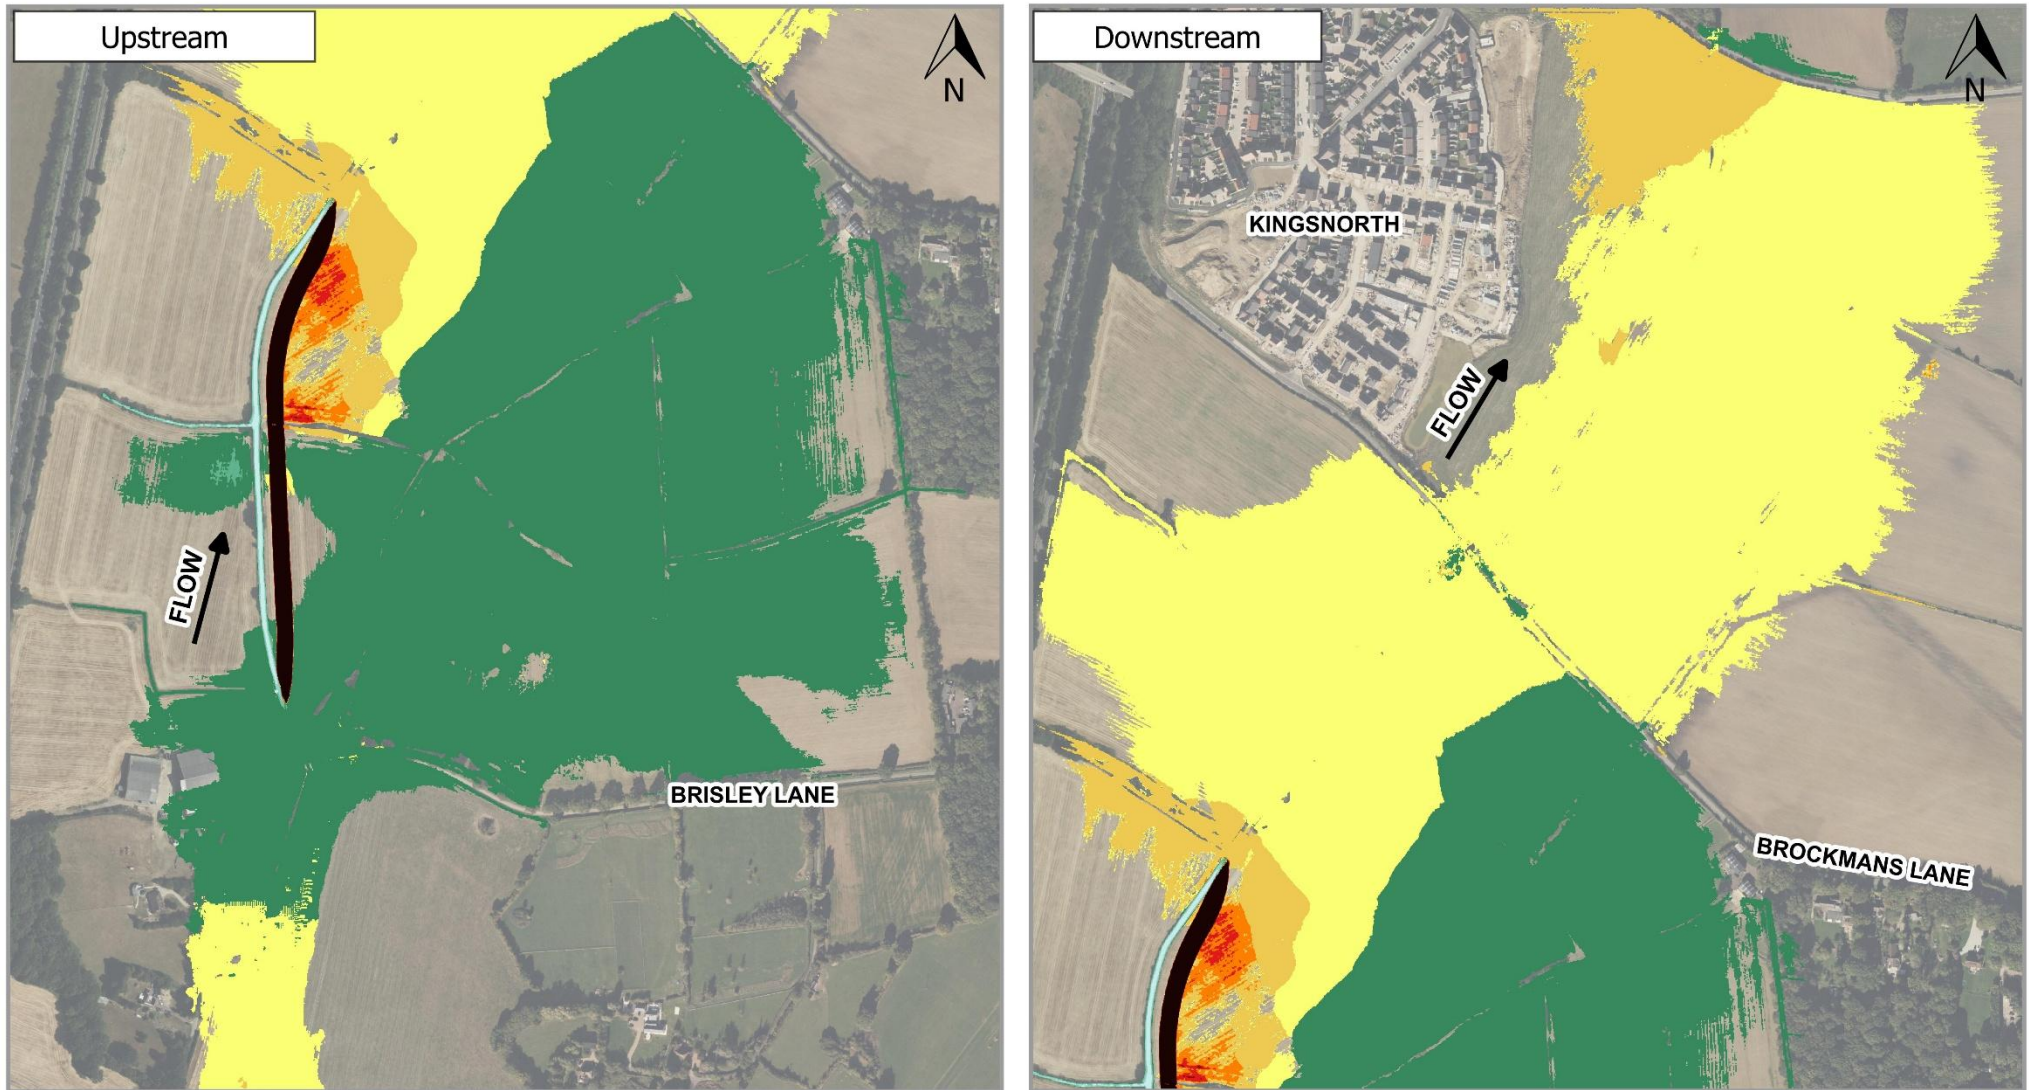 Upstream
N
FLOW
BRISLEY LANE
Downstream
N
KINGSNORTH
FLOW
BROCKMANS LANE